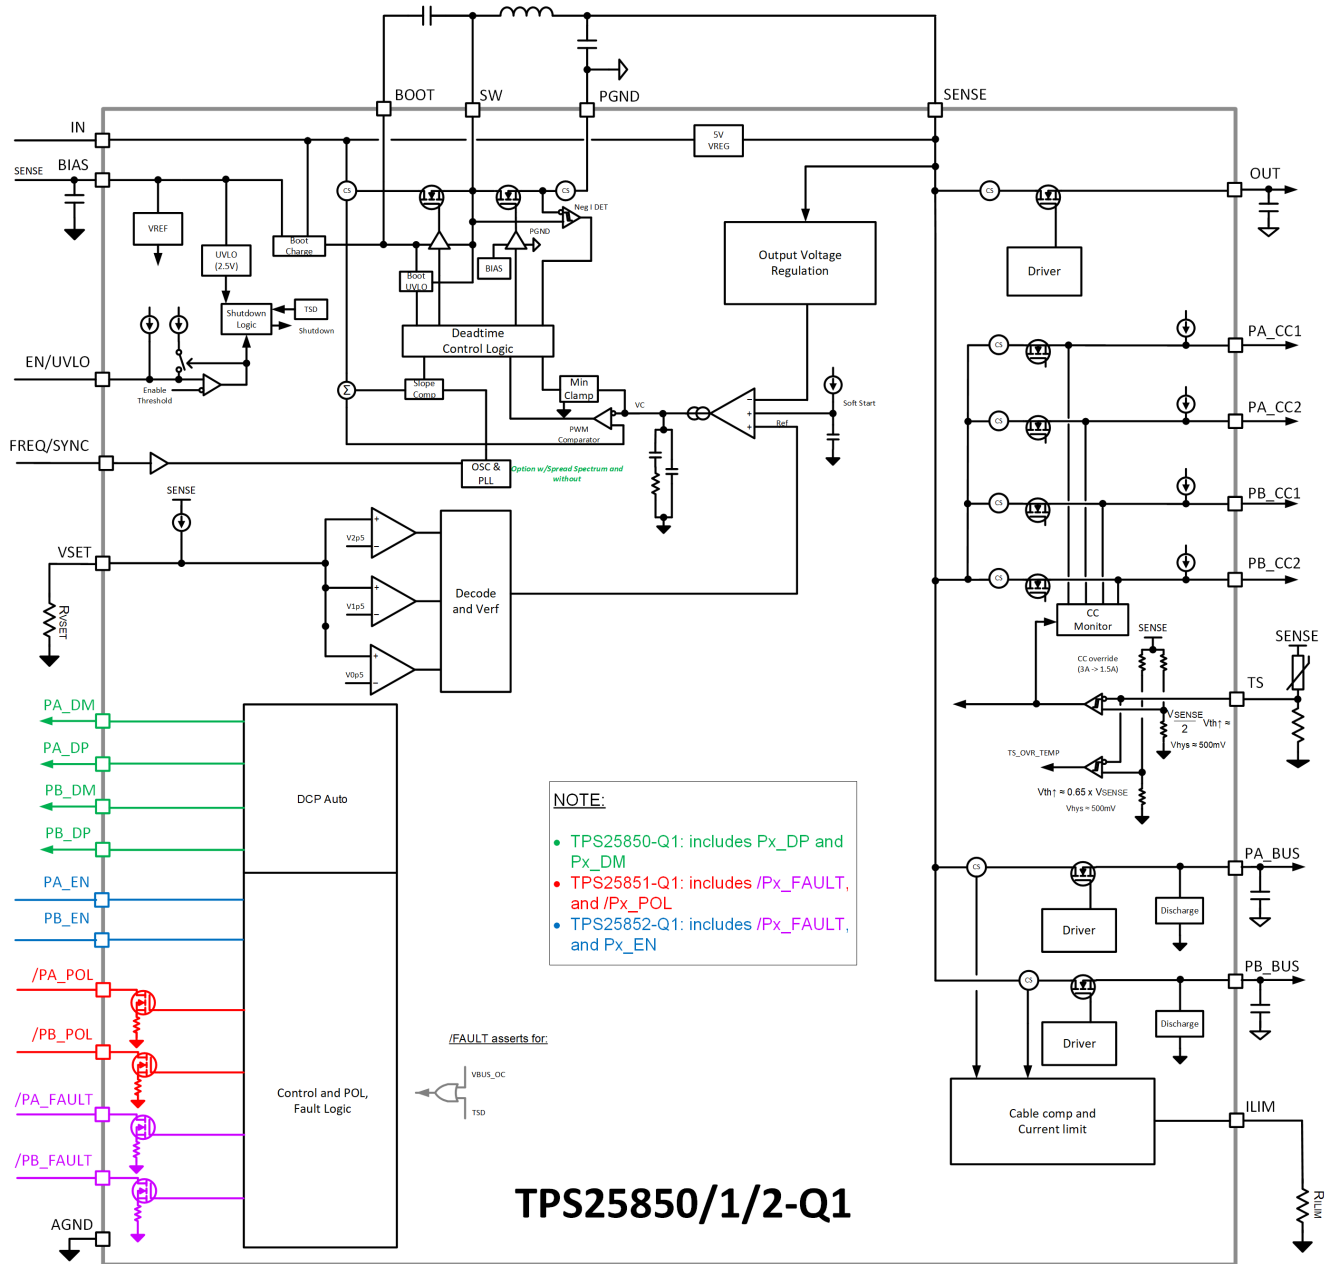 BOOT
SW
PGND
SENSE
IN
5V
VREG
BIAS
SENSE
OUT
CS
CS
CS
Neg I DET
VREF
PGND
Boot
Charge
UVLO
(2.5V)
BIAS
Boot
UVLO
Output Voltage
Regulation
Driver
TSD
Shutdown
Logic
Shutdown
Deadtime
Control Logic
PA_CC1
CS
EN/UVLO
Enable
Threshold
Σ
Slope
Comp
Min
Clamp
VC
Soft Start
PWM
Comparator
Ref
PA_CC2
CS
FREQ/SYNC
OSC &
PLL
Option w/Spread Spectrum and
without
SENSE
PB_CC1
CS
VSET
V2p5
PB_CC2
CS
V1p5
Decode
and Verf
RVSET
CC
Monitor
V0p5
SENSE
SENSE
CC override
(3A -> 1.5A)
TS
VSENSE
2
Vth↑ ≈
Vhys ≈ 500mV
TS_OVR_TEMP
Vth↑ ≈ 0.65 x VSENSE
Vhys ≈ 500mV
PA_DM
PA_DP
PB_DM
PB_DP
DCP Auto
NOTE:
• TPS25850-Q1: includes Px_DP and
Px_DM
• TPS25851-Q1: includes /Px_FAULT,
and /Px_POL
• TPS25852-Q1: includes /Px_FAULT,
and Px_EN
PA_BUS
CS
Driver
Discharge
PA_EN
PB_EN
/PA_POL
PB_BUS
CS
Driver
Discharge
/PB_POL
/FAULT asserts for:
VBUS_OC
TSD
Control and POL,
Fault Logic
/PA_FAULT
/PB_FAULT
Cable comp and
Current limit
ILIM
RILIM
AGND
TPS25850/1/2-Q1